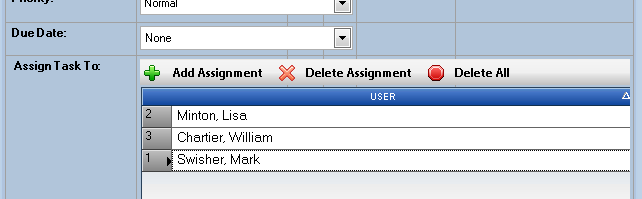 Priority: Normal
Due Date: None
Assign Task To: Add Assignment Delete Assignment Delete All
USER
2 Minton, Lisa
3 Chartier, William
1 Swisher, Mark